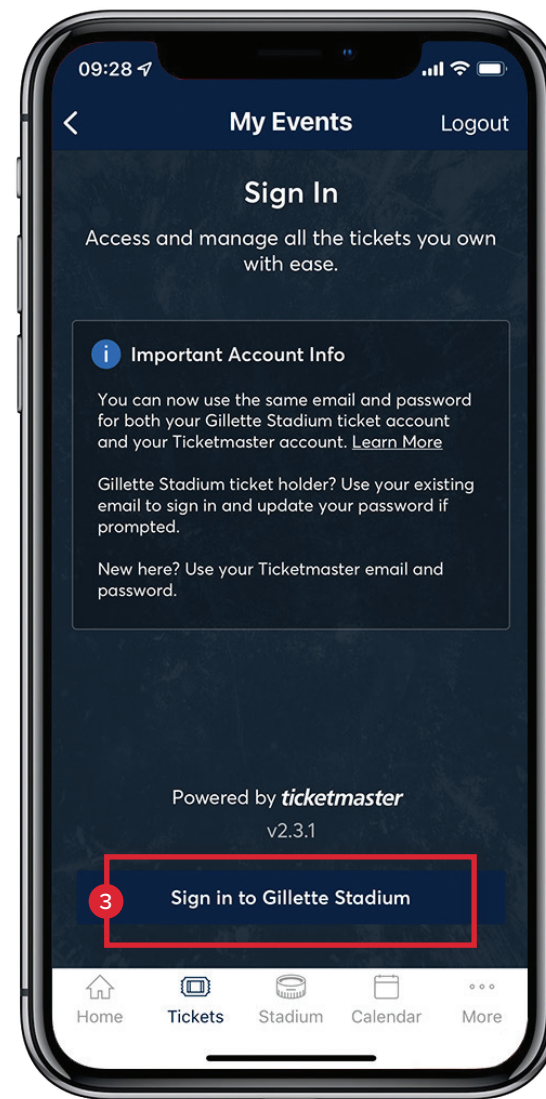 09:28
My Events
Logout
Sign In
Access and manage all the tickets you own
with ease.
i Important Account Info
You can now use the same email and password
for both your Gillette Stadium ticket account
and your Ticketmaster account. Learn More
Gillette Stadium ticket holder? Use your existing
email to sign in and update your password if
prompted.
New here? Use your Ticketmaster email and
password.
Powered by ticketmaster
v2.3.1
3 Sign in to Gillette Stadium
Home Tickets Stadium Calendar More